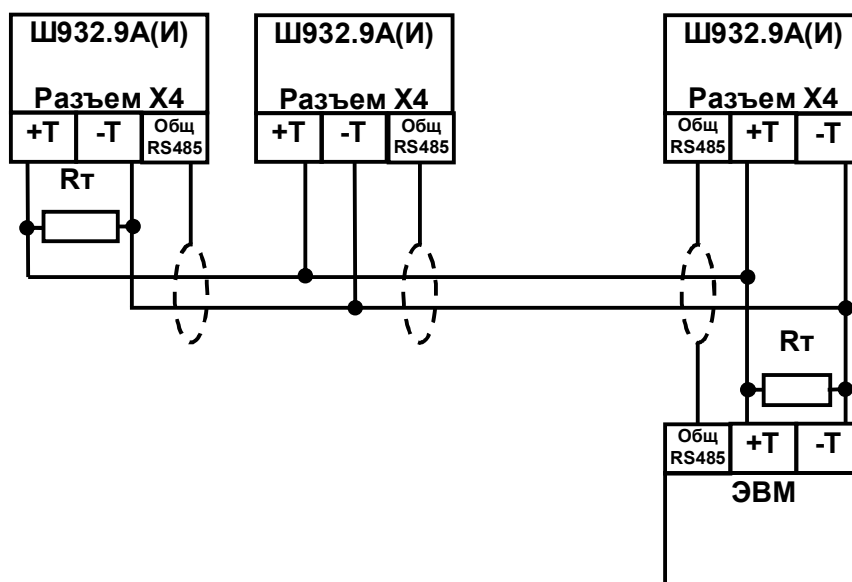 Ш932.9А(И)
Разъем Х4
+Т
-Т
Общ
RS485
Rт
Ш932.9А(И)
Разъем Х4
+Т
-Т
Общ
RS485
Ш932.9А(И)
Разъем Х4
Общ
RS485
+Т
-Т
Rт
Общ
RS485
+Т
-Т
ЭВМ